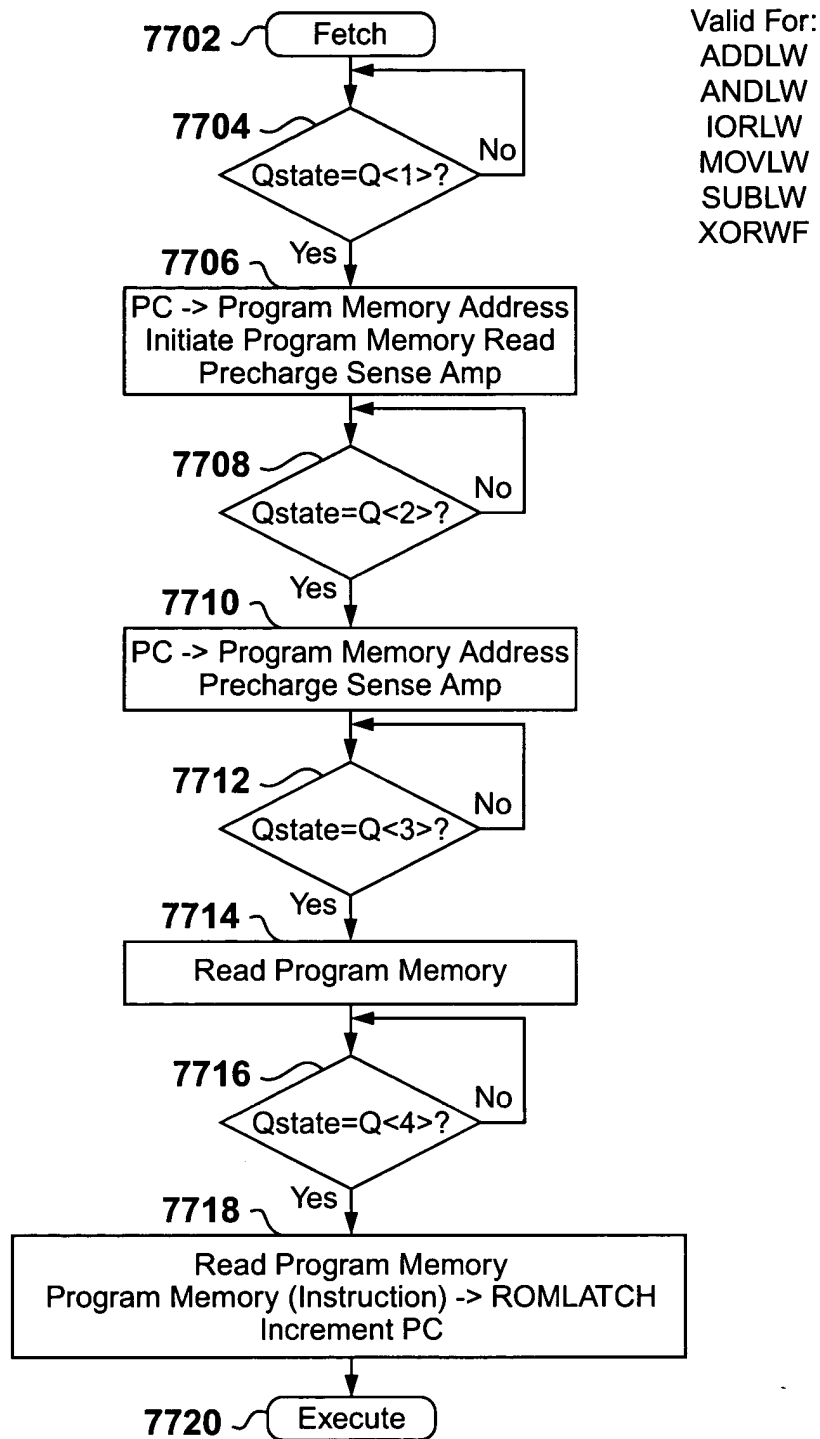 7702
Fetch
Valid For:
ADDLW
ANDLW
IORLW
MOVLW
SUBLW
XORWF
7704
Qstate=Q<1>?
No
Yes
7706
PC -> Program Memory Address
Initiate Program Memory Read
Precharge Sense Amp
7708
Qstate=Q<2>?
No
Yes
7710
PC -> Program Memory Address
Precharge Sense Amp
7712
Qstate=Q<3>?
No
Yes
7714
Read Program Memory
7716
Qstate=Q<4>?
No
Yes
7718
Read Program Memory
Program Memory (Instruction) -> ROMLATCH
Increment PC
7720
Execute